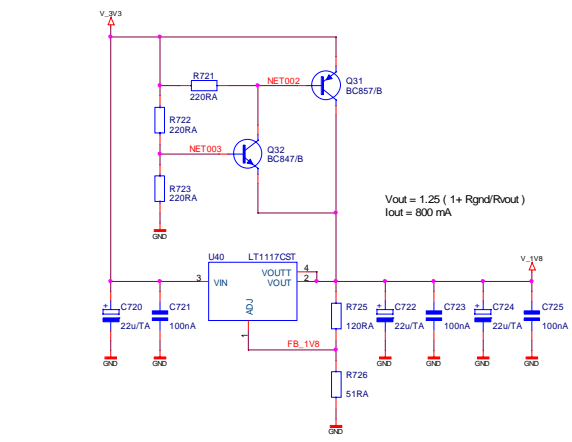 V_3V3
R721
220RA
NET002
Q31
BC857/B
R722
220RA
NET003
Q32
BC847/B
R723
220RA
GND
Vout = 1.25 ( 1+ Rgnd/Rvout )
Iout = 800 mA
U40
LT1117CST
V_1V8
3
VIN
VOUTT
4
VOUT
2
ADJ
1
C720
22u/TA
C721
100nA
R725
120RA
C722
22u/TA
C723
100nA
C724
22u/TA
C725
100nA
FB_1V8
GND
GND
GND
GND
GND
GND
R726
51RA
GND